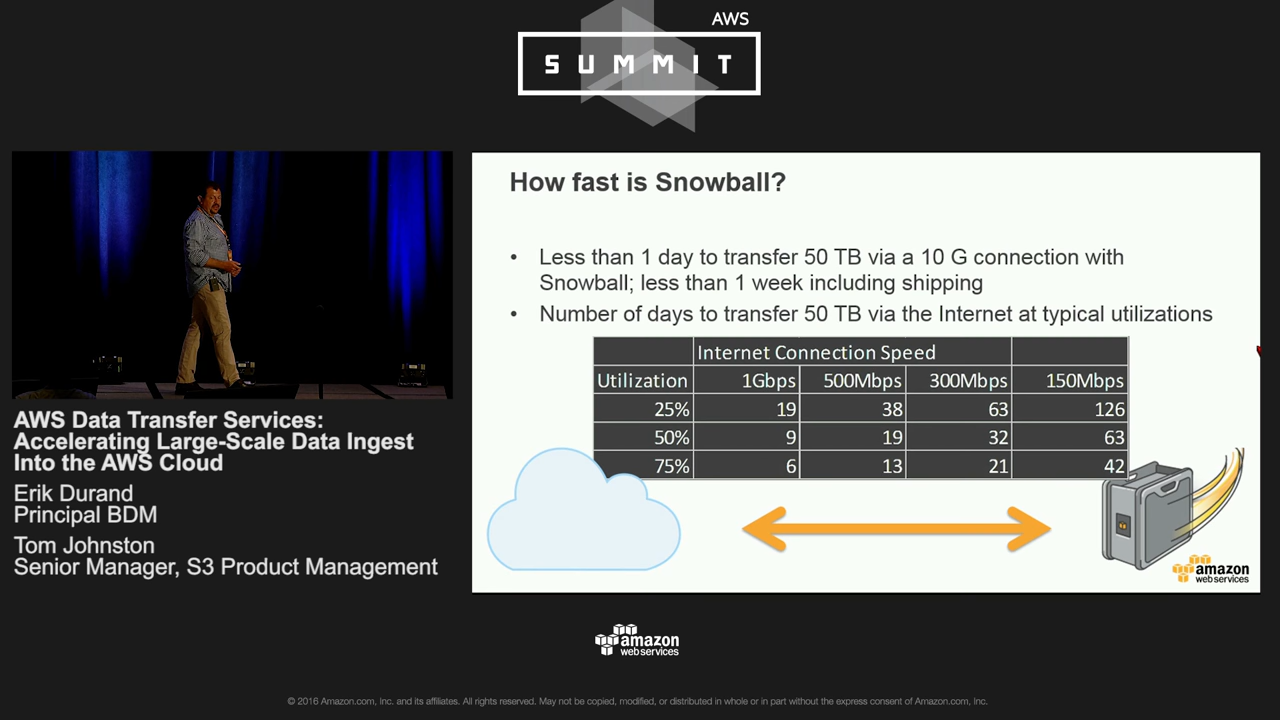 AWS
SUMMIT
How fast is Snowball?
• Less than 1 day to transfer 50 TB via a 10 G connection with
Snowball; less than 1 week including shipping
• Number of days to transfer 50 TB via the Internet at typical utilizations
Internet Connection Speed
Utilization 1Gbps 500Mbps 300Mbps 150Mbps
25% 19 38 63 126
50% 9 19 32 63
75% 6 13 21 42
amazon
web services
AWS Data Transfer Services:
Accelerating Large-Scale Data Ingest
Into the AWS Cloud
Erik Durand
Principal BDM
Tom Johnston
Senior Manager, S3 Product Management
amazon
web services
© 2016 Amazon.com, Inc. and its affiliates. All rights reserved. May not be copied, modified, or distributed in whole or in part without the express consent of Amazon.com, Inc.